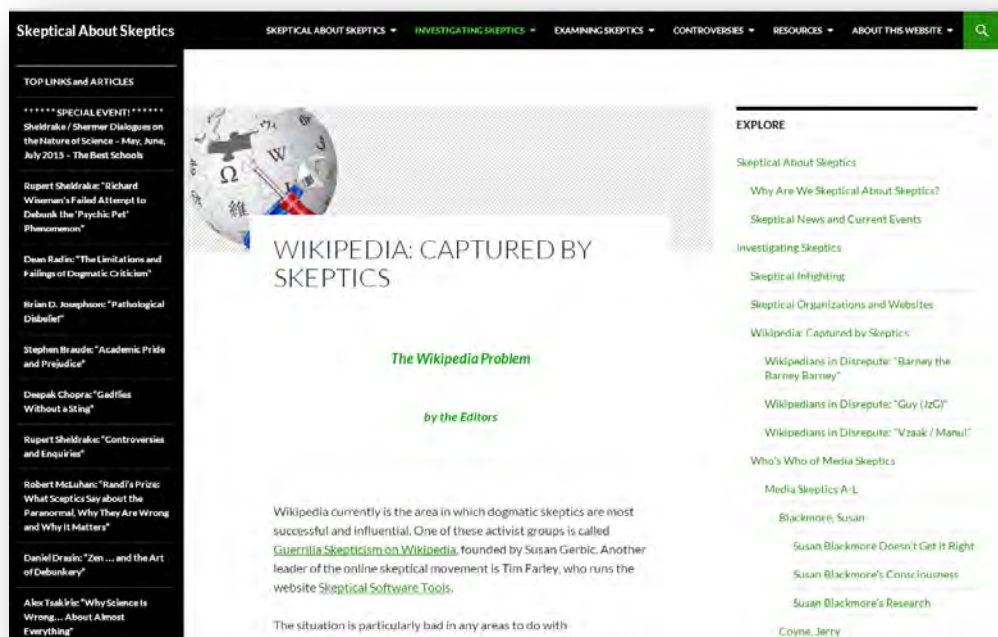 Skeptical About Skeptics
SKEPTICAL ABOUT SKEPTICS
INVESTIGATING SKEPTICS
EXAMINING SKEPTICS
CONTROVERSIES
RESOURCES
ABOUT THIS WEBSITE
TOP LINKS and ARTICLES
****** SPECIAL EVENT! ******
Sheldrake / Shermer Dialogues on
the Nature of Science – May, June,
July 2015 – The Best Schools
Rupert Sheldrake: "Richard
Wiseman's Failed Attempt to
Debunk the 'Psychic Pet'
Phenomenon"
Dean Radin: "The Limitations and
Failings of Dogmatic Criticism"
Brian D. Josephson: "Pathological
Disbelief"
Stephen Braude: "Academic Pride
and Prejudice"
Deepak Chopra: "Gadflies
Without a Sting"
Rupert Sheldrake: "Controversies
and Enquiries"
Robert McLuhan: "Randi's Prize:
What Sceptics Say about the
Paranormal, Why They Are Wrong
and Why It Matters"
Daniel Drasin: "Zen ... and the Art
of Debunkery"
Alex Tsakiris: "Why Science Is
Wrong... About Almost
Everything"
W
Ω
維
WIKIPEDIA: CAPTURED BY
SKEPTICS
The Wikipedia Problem
by the Editors
Wikipedia currently is the area in which dogmatic skeptics are most
successful and influential. One of these activist groups is called
Guerrilla Skepticism on Wikipedia, founded by Susan Gerbic. Another
leader of the online skeptical movement is Tim Farley, who runs the
website Skeptical Software Tools.
The situation is particularly bad in any areas to do with
EXPLORE
Skeptical About Skeptics
Why Are We Skeptical About Skeptics?
Skeptical News and Current Events
Investigating Skeptics
Skeptical Infighting
Skeptical Organizations and Websites
Wikipedia: Captured by Skeptics
Wikipedians in Disrepute: "Barney the
Barney Barney"
Wikipedians in Disrepute: "Guy (JzG)"
Wikipedians in Disrepute: "Vzaak / Manul"
Who's Who of Media Skeptics
Media Skeptics A-L
Blackmore, Susan
Susan Blackmore Doesn't Get It Right
Susan Blackmore's Consciousness
Susan Blackmore's Research
Coyne, Jerry